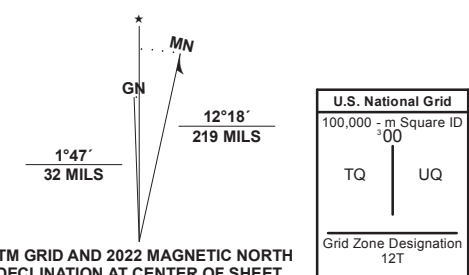 ★
MN
GN
12°18´
219 MILS
1°47´
32 MILS
TM GRID AND 2022 MAGNETIC NORTH
DECLINATION AT CENTER OF SHEET
U.S. National Grid
100,000 - m Square ID
³00
TQ
UQ
Grid Zone Designation
12T